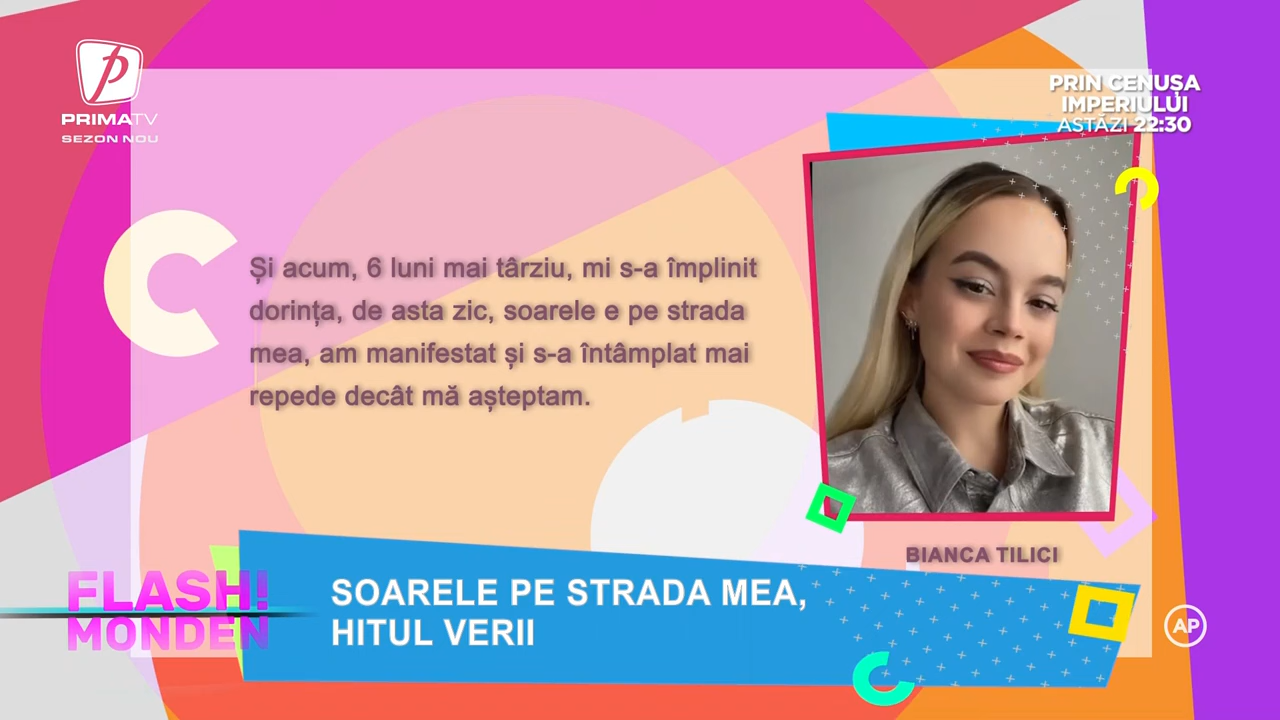 PRIMATV
SEZON NOU
PRIN CENUȘA
IMPERIULUI
ASTĂZI 22:30
Și acum, 6 luni mai târziu, mi s-a împlinit
dorința, de asta zic, soarele e pe strada
mea, am manifestat și s-a întâmplat mai
repede decât mă așteptam.
BIANCA TILICI
FLASH!
MONDEN
SOARELE PE STRADA MEA,
HITUL VERII
AP